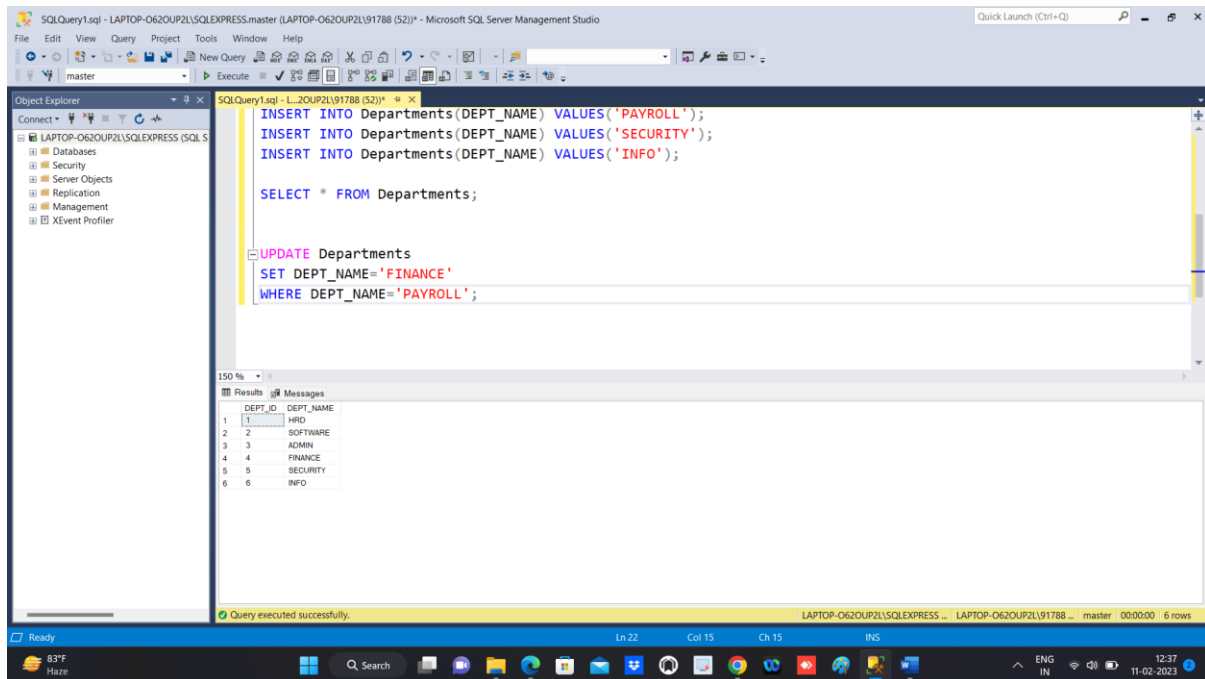 SQLQuery1.sql - LAPTOP-O62OUP2L\SQLEXPRESS.master (LAPTOP-O62OUP2L\91788 (52))* - Microsoft SQL Server Management Studio
Quick Launch (Ctrl+Q)
File Edit View Query Project Tools Window Help
New Query
master
Execute
Object Explorer
SQLQuery1.sql - L...2OUP2L\91788 (52))*
Connect
LAPTOP-O62OUP2L\SQLEXPRESS (SQL S
Databases
Security
Server Objects
Replication
Management
XEvent Profiler
INSERT INTO Departments(DEPT_NAME) VALUES('PAYROLL');
INSERT INTO Departments(DEPT_NAME) VALUES('SECURITY');
INSERT INTO Departments(DEPT_NAME) VALUES('INFO');
SELECT * FROM Departments;
UPDATE Departments
SET DEPT_NAME='FINANCE'
WHERE DEPT_NAME='PAYROLL';
150 %
Results Messages
DEPT_ID DEPT_NAME
1 1 HRD
2 2 SOFTWARE
3 3 ADMIN
4 4 FINANCE
5 5 SECURITY
6 6 INFO
Query executed successfully.
LAPTOP-O62OUP2L\SQLEXPRESS ... LAPTOP-O62OUP2L\91788 ... master 00:00:00 6 rows
Ready
Ln 22 Col 15 Ch 15 INS
83°F
Haze
Search
ENG
IN
12:37
11-02-2023
2